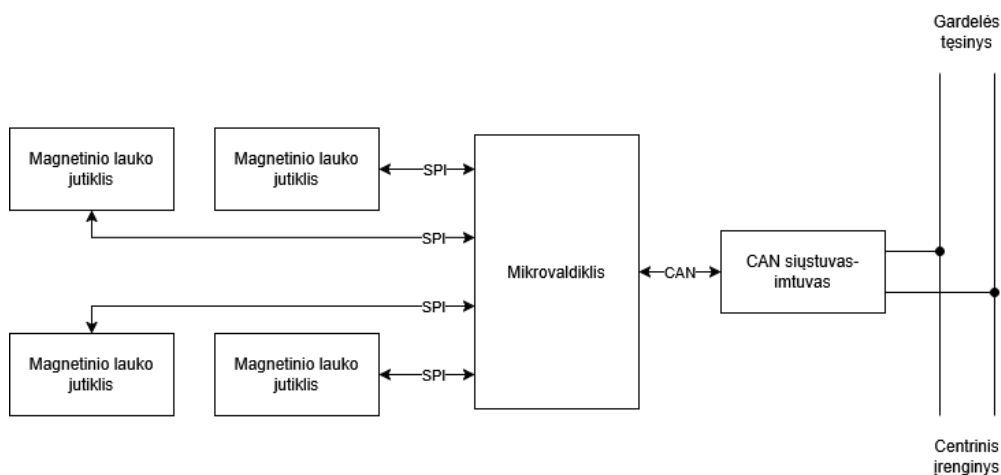 Gardelės
tęsinys
Magnetinio lauko
jutiklis
Magnetinio lauko
jutiklis
SPI
SPI
Mikrovaldiklis
CAN
CAN siųstuvas-
imtuvas
SPI
Magnetinio lauko
jutiklis
Magnetinio lauko
jutiklis
SPI
Centrinis
įrenginys